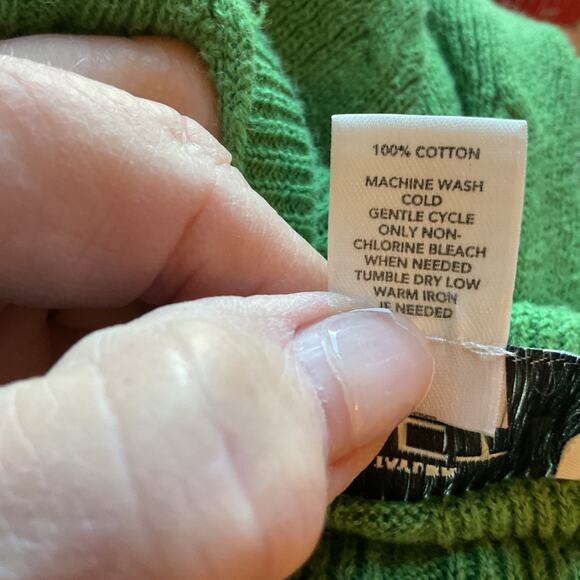 100% COTTON
MACHINE WASH
COLD
GENTLE CYCLE
ONLY NON-
CHLORINE BLEACH
WHEN NEEDED
TUMBLE DRY LOW
WARM IRON
IF NEEDED